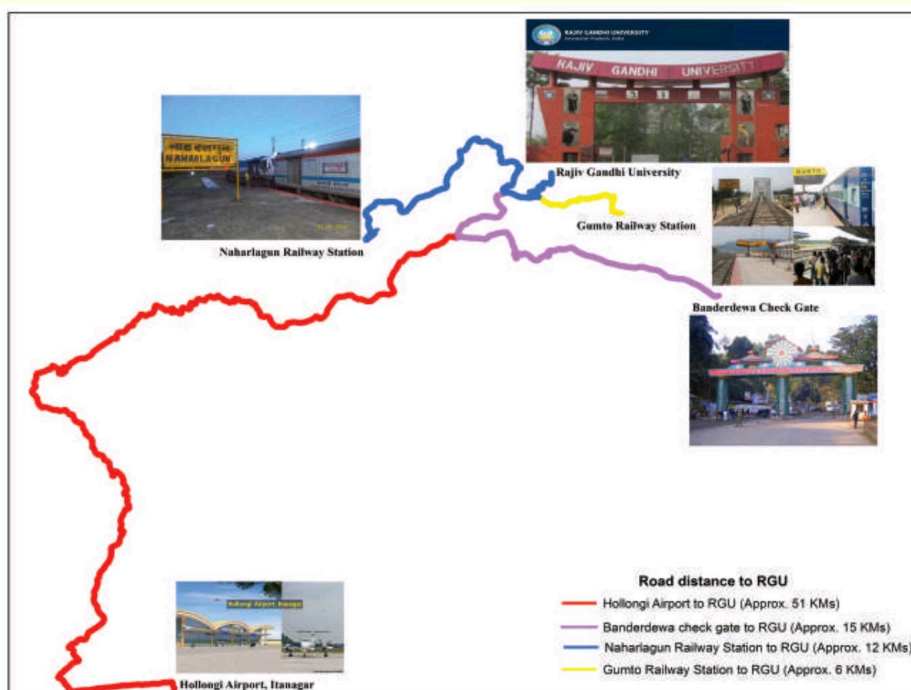 RAJIV GANDHI UNIVERSITY
RAJIV GANDHI UNIVERSITY
NAHARLAGUN
Rajiv Gandhi University
GUMTO
Gumto Railway Station
Naharlagun Railway Station
Banderdewa Check Gate
Hollongi Airport, Itanagar
Hollongi Airport, Itanagar
Road distance to RGU
Hollongi Airport to RGU (Approx. 51 KMs)
Banderdewa check gate to RGU (Approx. 15 KMs)
Naharlagun Railway Station to RGU (Approx. 12 KMs)
Gumto Railway Station to RGU (Approx. 6 KMs)